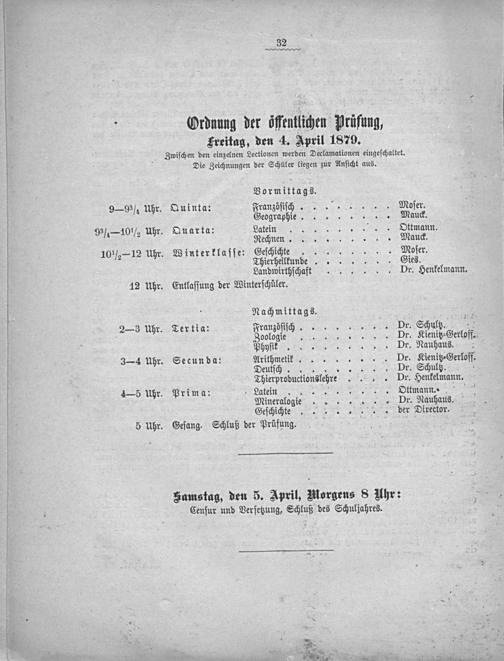 32
Ordnung der öffentlichen Prüfung,
Freitag, den 4. April 1879.
Zwischen den einzelnen Lectionen werden Declamationen eingeschaltet.
Die Zeichnungen der Schüler liegen zur Ansicht aus.
Vormittags.
9—9¾ Uhr. Quinta: Französisch . . . . . . . . Moser.
Geographie . . . . . . . . Mauck.
9¾—10½ Uhr. Quarta: Latein . . . . . . . . Ottmann.
Rechnen . . . . . . . . Mauck.
10½—12 Uhr. Winterklasse: Geschichte . . . . . . . . Moser.
Thierheilkunde . . . . . . Gies.
Landwirthschaft . . . . . . Dr. Henkelmann.
12 Uhr. Entlassung der Winterschüler.
Nachmittags.
2—3 Uhr. Tertia: Französisch . . . . . . . . Dr. Schultz.
Zoologie . . . . . . . . Dr. Kienitz-Gerloff.
Physik . . . . . . . . Dr. Nauhaus.
3—4 Uhr. Secunda: Arithmetik . . . . . . . . Dr. Kienitz-Gerloff.
Deutsch . . . . . . . . Dr. Schultz.
Thierproductionslehre . . . . Dr. Henkelmann.
4—5 Uhr. Prima: Latein . . . . . . . . Ottmann.
Mineralogie . . . . . . . . Dr. Nauhaus.
Geschichte . . . . . . . . der Director.
5 Uhr. Gesang. Schluß der Prüfung.
Samstag, den 5. April, Morgens 8 Uhr:
Censur und Versetzung, Schluß des Schuljahres.